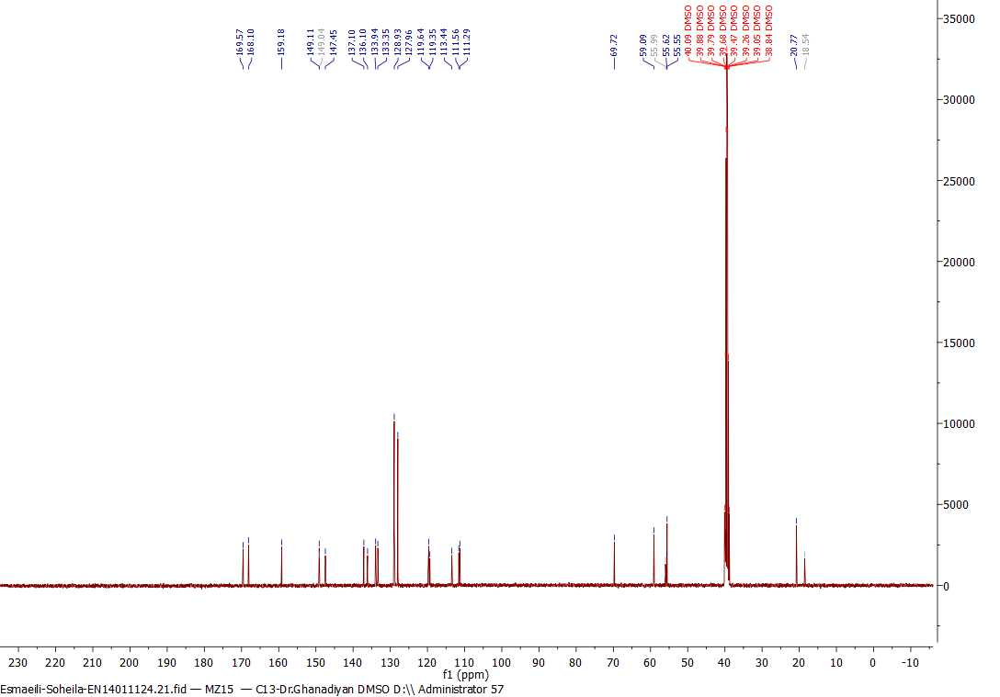 169.57
168.10
159.18
149.11
149.04
147.45
137.10
136.10
133.94
133.35
128.93
127.96
119.64
119.35
113.44
111.56
111.29
69.72
59.09
55.99
55.62
55.55
40.09 DMSO
39.88 DMSO
39.79 DMSO
39.68 DMSO
39.47 DMSO
39.26 DMSO
39.05 DMSO
38.84 DMSO
20.77
18.54
35000
30000
25000
20000
15000
10000
5000
0
230 220 210 200 190 180 170 160 150 140 130 120 110 100 90 80 70 60 50 40 30 20 10 0 -10
f1 (ppm)
Esmaeili-Soheila-EN14011124.21.fid — MZ15 — C13-Dr.Ghanadiyan DMSO D:\\ Administrator 57